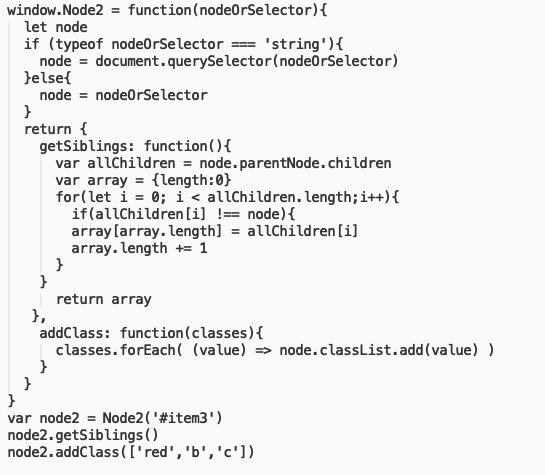 window.Node2 = function(nodeOrSelector){
  let node
  if (typeof nodeOrSelector === 'string'){
    node = document.querySelector(nodeOrSelector)
  }else{
    node = nodeOrSelector
  }
  return {
    getSiblings: function(){
      var allChildren = node.parentNode.children
      var array = {length:0}
      for(let i = 0; i < allChildren.length;i++){
        if(allChildren[i] !== node){
        array[array.length] = allChildren[i]
        array.length += 1
      }
    }
      return array
   },
    addClass: function(classes){
      classes.forEach( (value) => node.classList.add(value) )
    }
  }
}
var node2 = Node2('#item3')
node2.getSiblings()
node2.addClass(['red','b','c'])